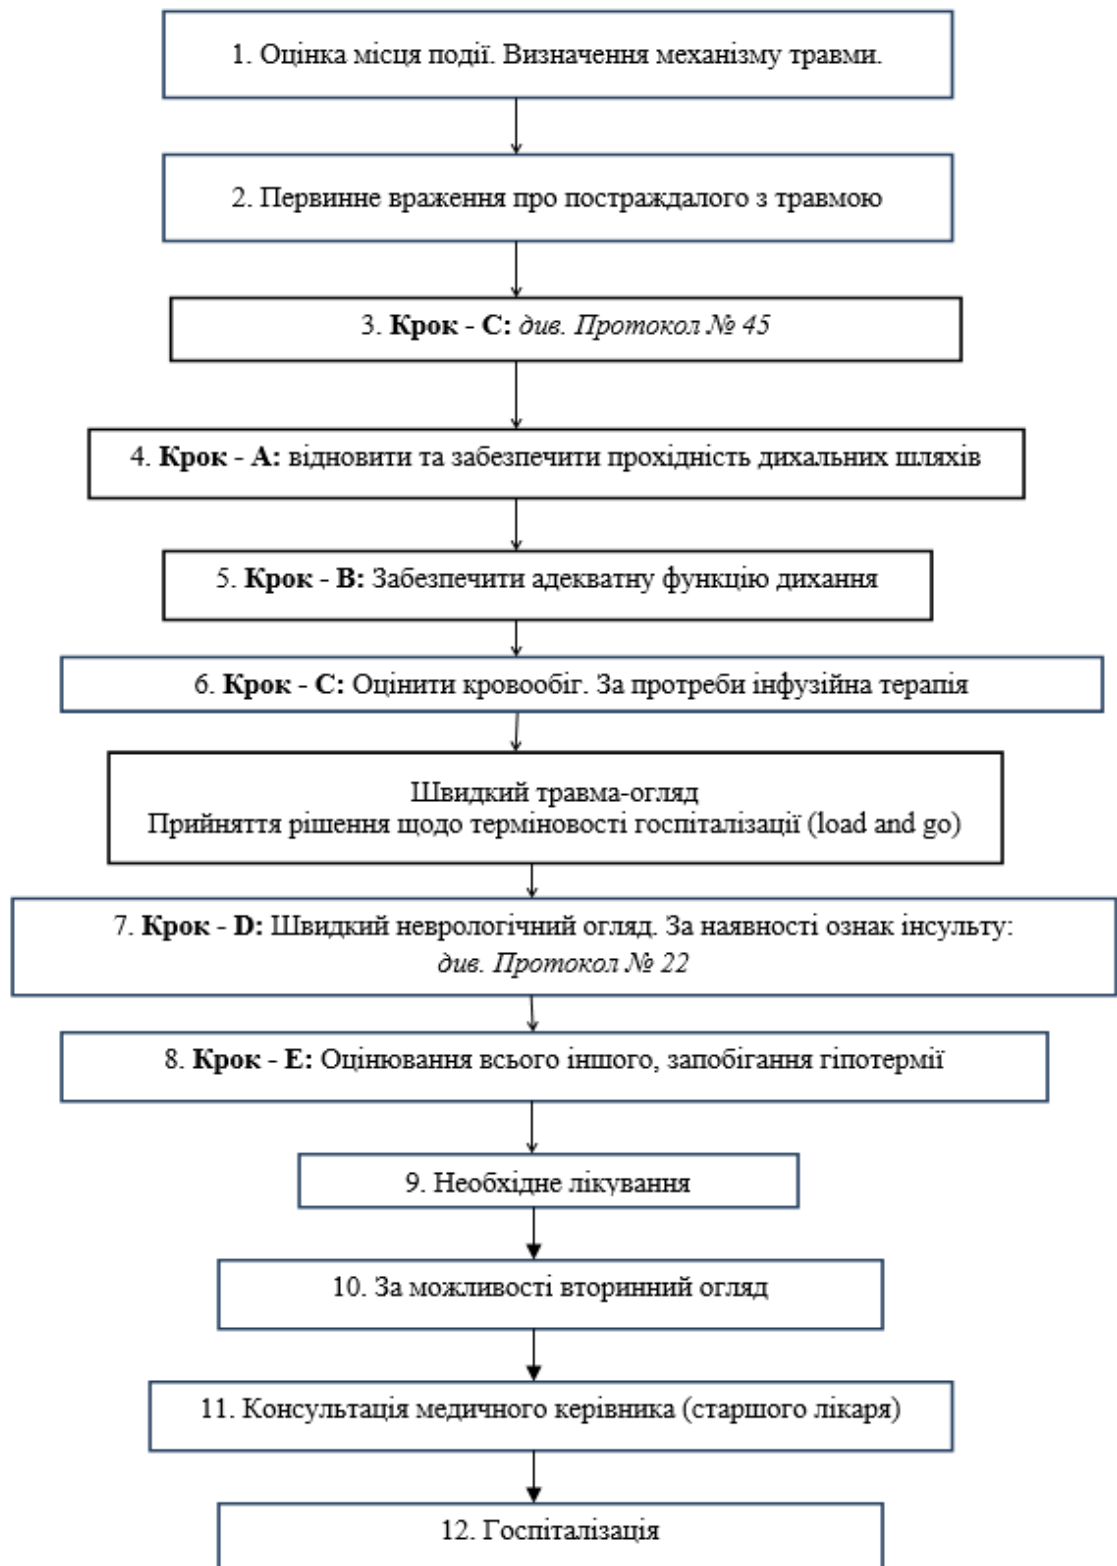 1. Оцінка місця події. Визначення механізму травми.
2. Первинне враження про постраждалого з травмою
3. Крок - С: див. Протокол № 45
4. Крок - А: відновити та забезпечити прохідність дихальних шляхів
5. Крок - В: Забезпечити адекватну функцію дихання
6. Крок - С: Оцінити кровообіг. За протреби інфузійна терапія
Швидкий травма-огляд
Прийняття рішення щодо терміновості госпіталізації (load and go)
7. Крок - D: Швидкий неврологічний огляд. За наявності ознак інсульту:
див. Протокол № 22
8. Крок - Е: Оцінювання всього іншого, запобігання гіпотермії
9. Необхідне лікування
10. За можливості вторинний огляд
11. Консультація медичного керівника (старшого лікаря)
12. Госпіталізація